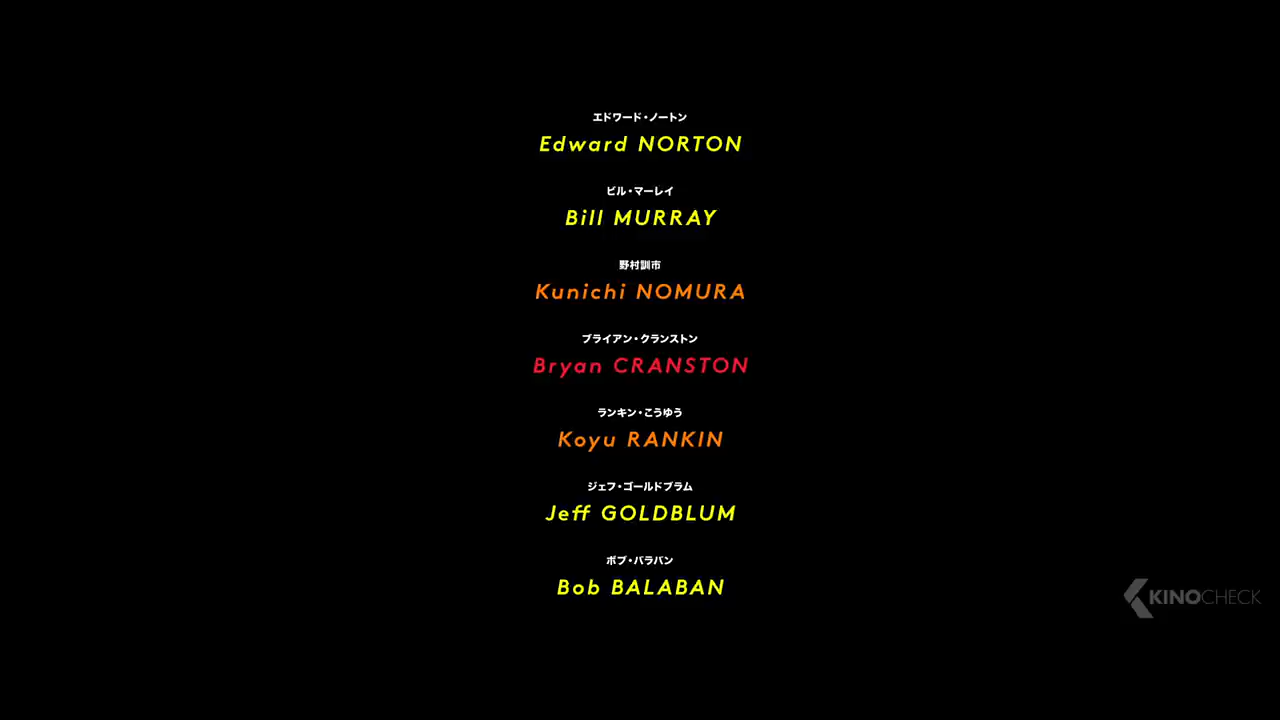 エドワード・ノートン
Edward NORTON
ビル・マーレイ
Bill MURRAY
野村訓市
Kunichi NOMURA
ブライアン・クランストン
Bryan CRANSTON
ランキン・こうゆう
Koyu RANKIN
ジェフ・ゴールドブラム
Jeff GOLDBLUM
ボブ・バラバン
Bob BALABAN
KINOCHECK